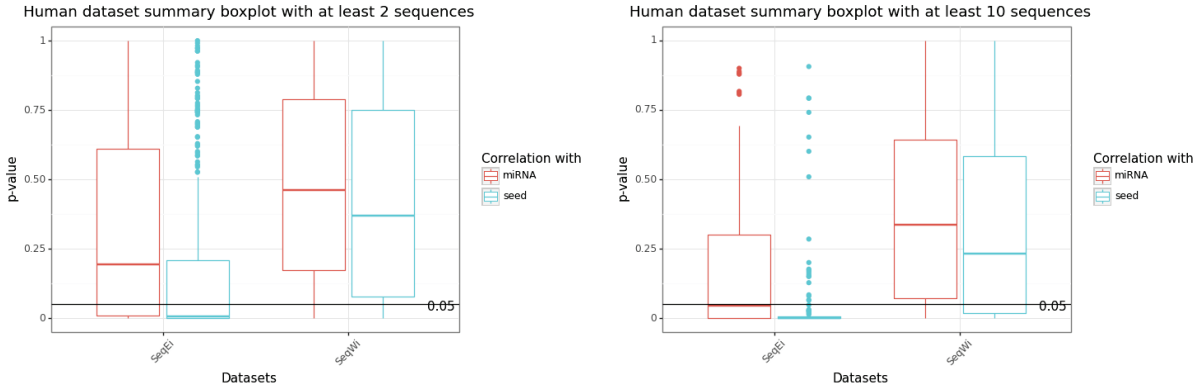 Human dataset summary boxplot with at least 2 sequences
1
0.75
0.50
0.25
0
p-value
0.05
SeqEi
SeqWi
Datasets
Correlation with
miRNA
seed
Human dataset summary boxplot with at least 10 sequences
1
0.75
0.50
0.25
0
p-value
0.05
SeqEi
SeqWi
Datasets
Correlation with
miRNA
seed